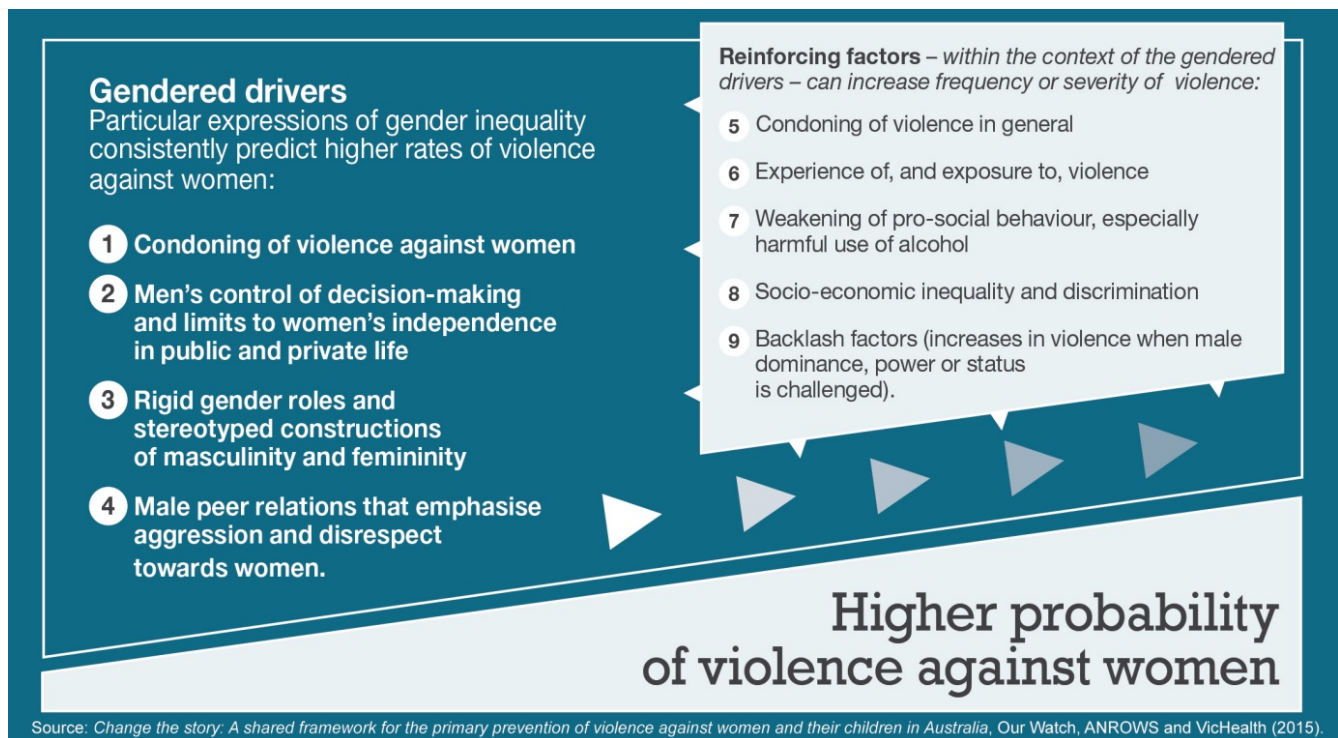 Gendered drivers
Particular expressions of gender inequality
consistently predict higher rates of violence
against women:
1 Condoning of violence against women
2 Men’s control of decision-making
and limits to women’s independence
in public and private life
3 Rigid gender roles and
stereotyped constructions
of masculinity and femininity
4 Male peer relations that emphasise
aggression and disrespect
towards women.
Reinforcing factors – within the context of the gendered
drivers – can increase frequency or severity of violence:
5 Condoning of violence in general
6 Experience of, and exposure to, violence
7 Weakening of pro-social behaviour, especially
harmful use of alcohol
8 Socio-economic inequality and discrimination
9 Backlash factors (increases in violence when male
dominance, power or status
is challenged).
Higher probability
of violence against women
Source: Change the story: A shared framework for the primary prevention of violence against women and their children in Australia, Our Watch, ANROWS and VicHealth (2015).